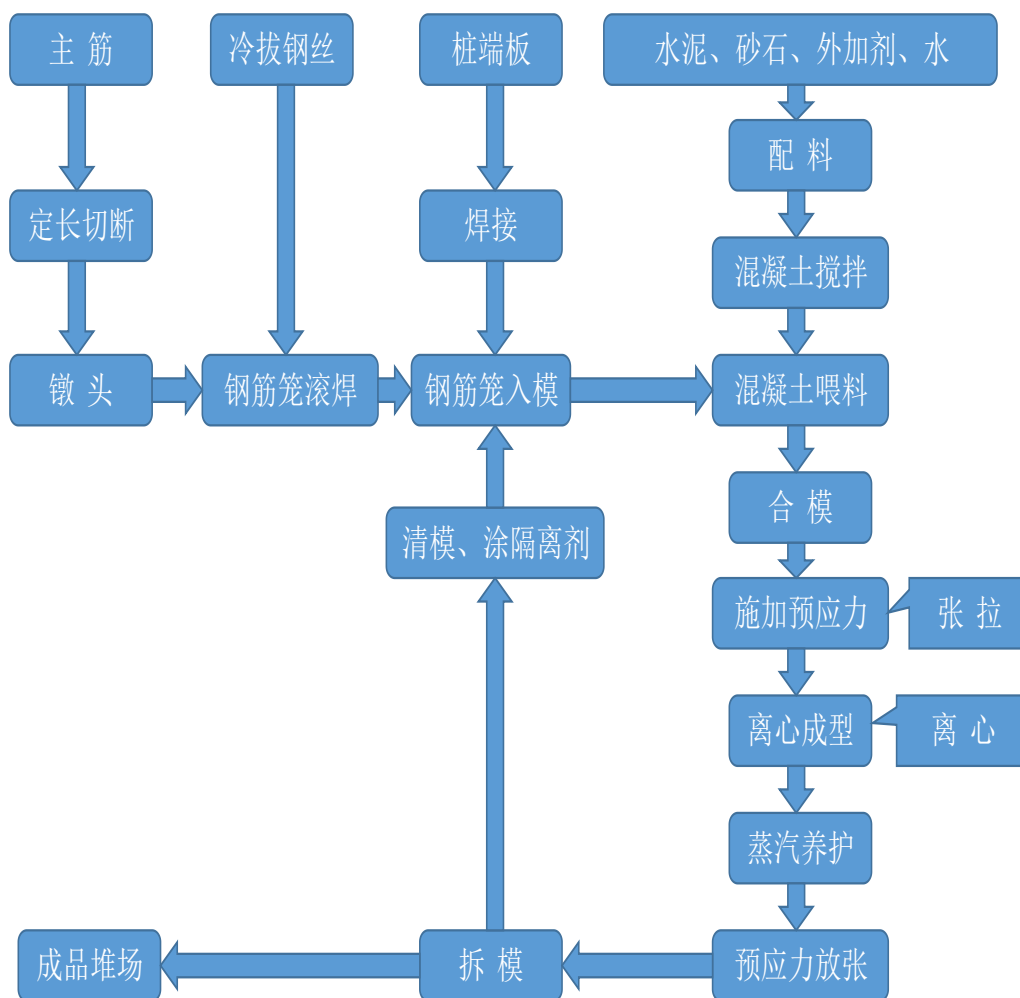 主 筋
冷拔钢丝
桩端板
水泥、砂石、外加剂、水
配 料
定长切断
焊接
混凝土搅拌
镦 头
钢筋笼滚焊
钢筋笼入模
混凝土喂料
合 模
清模、涂隔离剂
施加预应力
张 拉
离心成型
离 心
蒸汽养护
成品堆场
拆 模
预应力放张